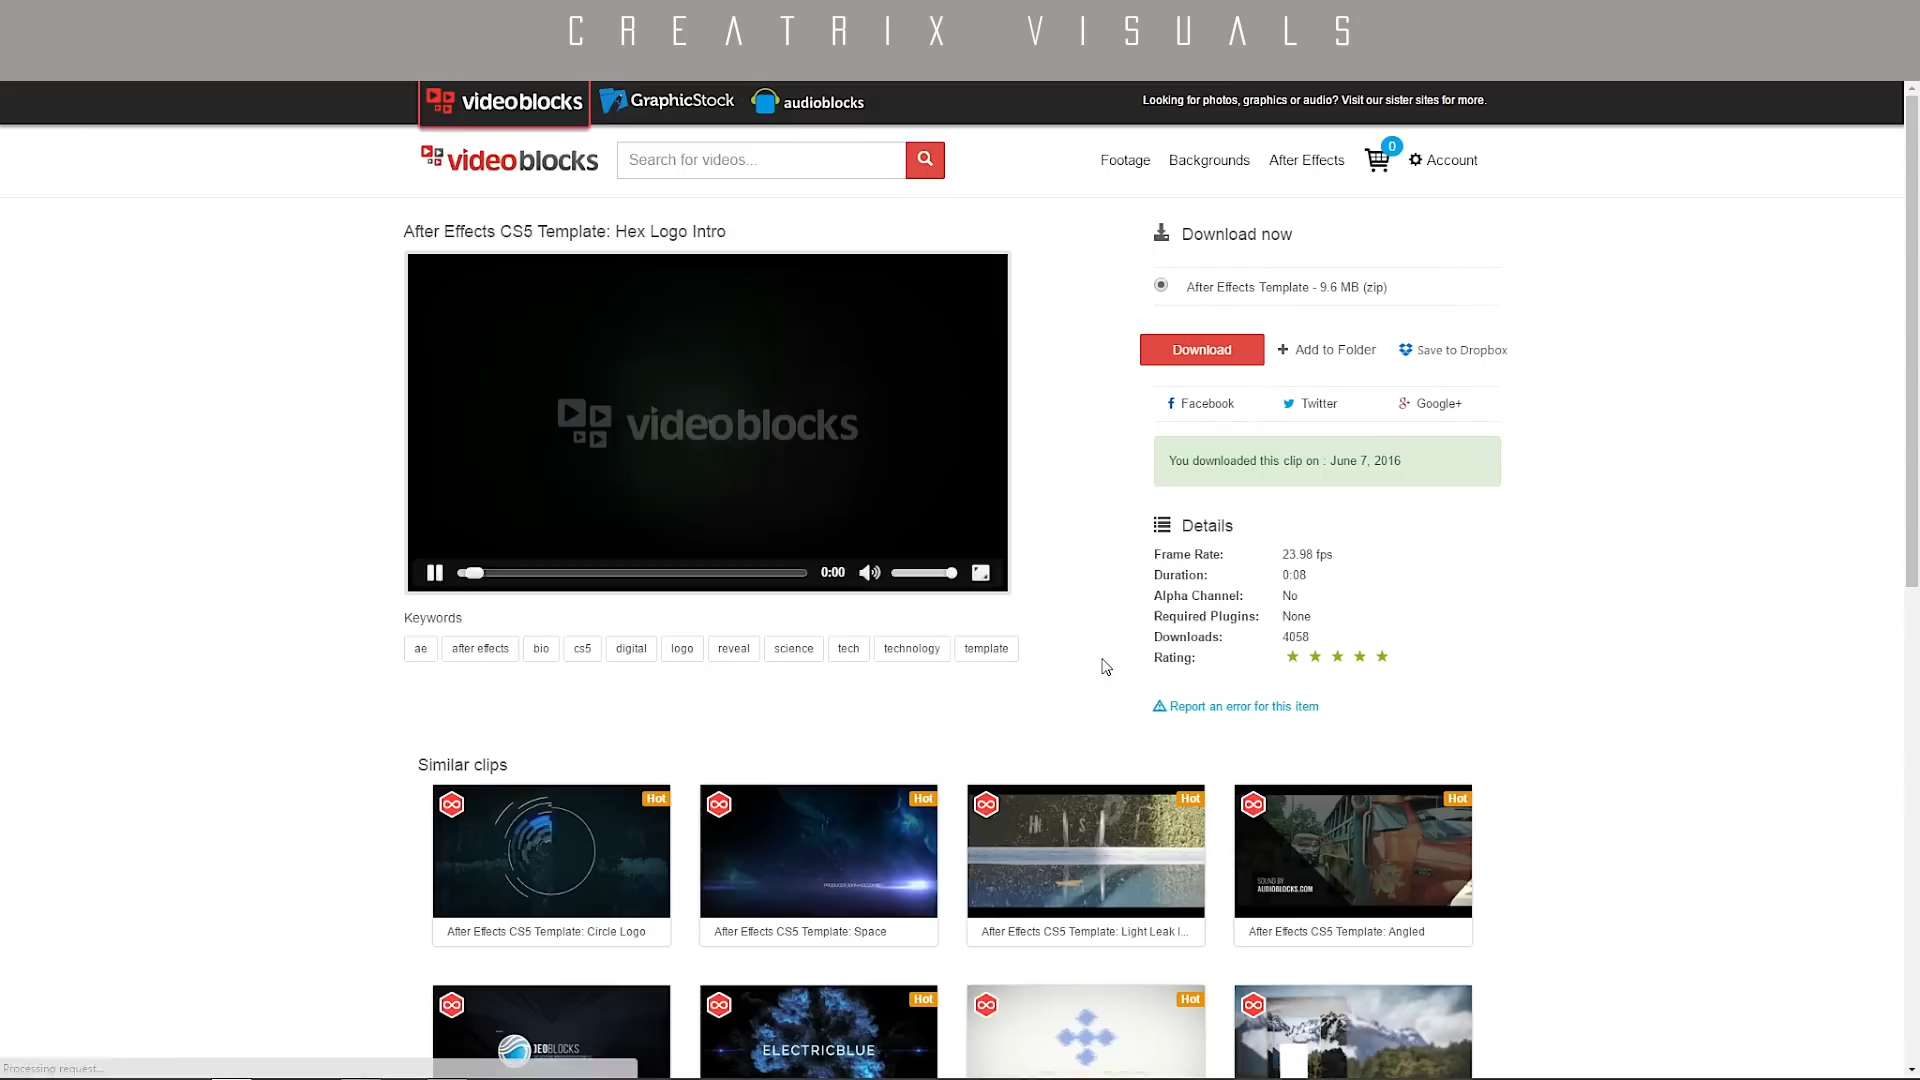 CREATRIX VISUALS
videoblocks GraphicStock audioblocks Looking for photos, graphics or audio? Visit our sister sites for more.
videoblocks Search for videos... Footage Backgrounds After Effects 0 Account
After Effects CS5 Template: Hex Logo Intro
videoblocks
0:00
Keywords
ae after effects bio cs5 digital logo reveal science tech technology template
Download now
After Effects Template - 9.6 MB (zip)
Download + Add to Folder Save to Dropbox
Facebook Twitter Google+
You downloaded this clip on : June 7, 2016
Details
Frame Rate: 23.98 fps
Duration: 0:08
Alpha Channel: No
Required Plugins: None
Downloads: 4058
Rating:
Report an error for this item
Similar clips
Hot Hot Hot Hot
SOUND BY
AUDIOBLOCKS.COM
After Effects CS5 Template: Circle Logo
After Effects CS5 Template: Space
After Effects CS5 Template: Light Leak I...
After Effects CS5 Template: Angled
Hot Hot
ELECTRICBLUE
Processing request...